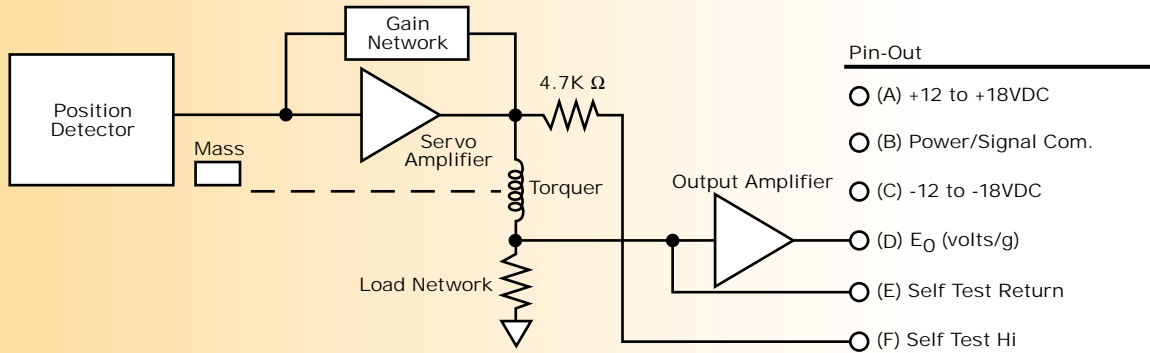 Gain
Network
Pin-Out
4.7K Ω
(A) +12 to +18VDC
Position
Detector
Servo
Amplifier
(B) Power/Signal Com.
Mass
Torquer
Output Amplifier
(C) -12 to -18VDC
(D) E0 (volts/g)
Load Network
(E) Self Test Return
(F) Self Test Hi